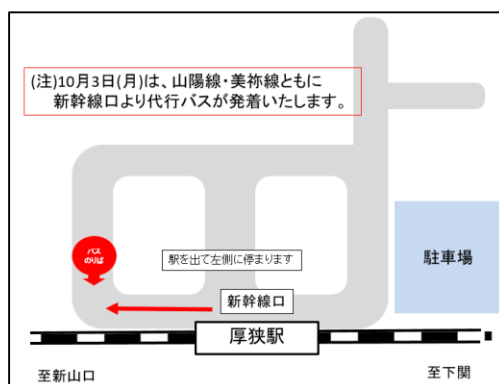 (注)10月3日(月)は、山陽線・美祢線ともに
新幹線口より代行バスが発着いたします。
バス
のりば
駅を出て左側に停まります
駐車場
新幹線口
厚狭駅
至新山口
至下関